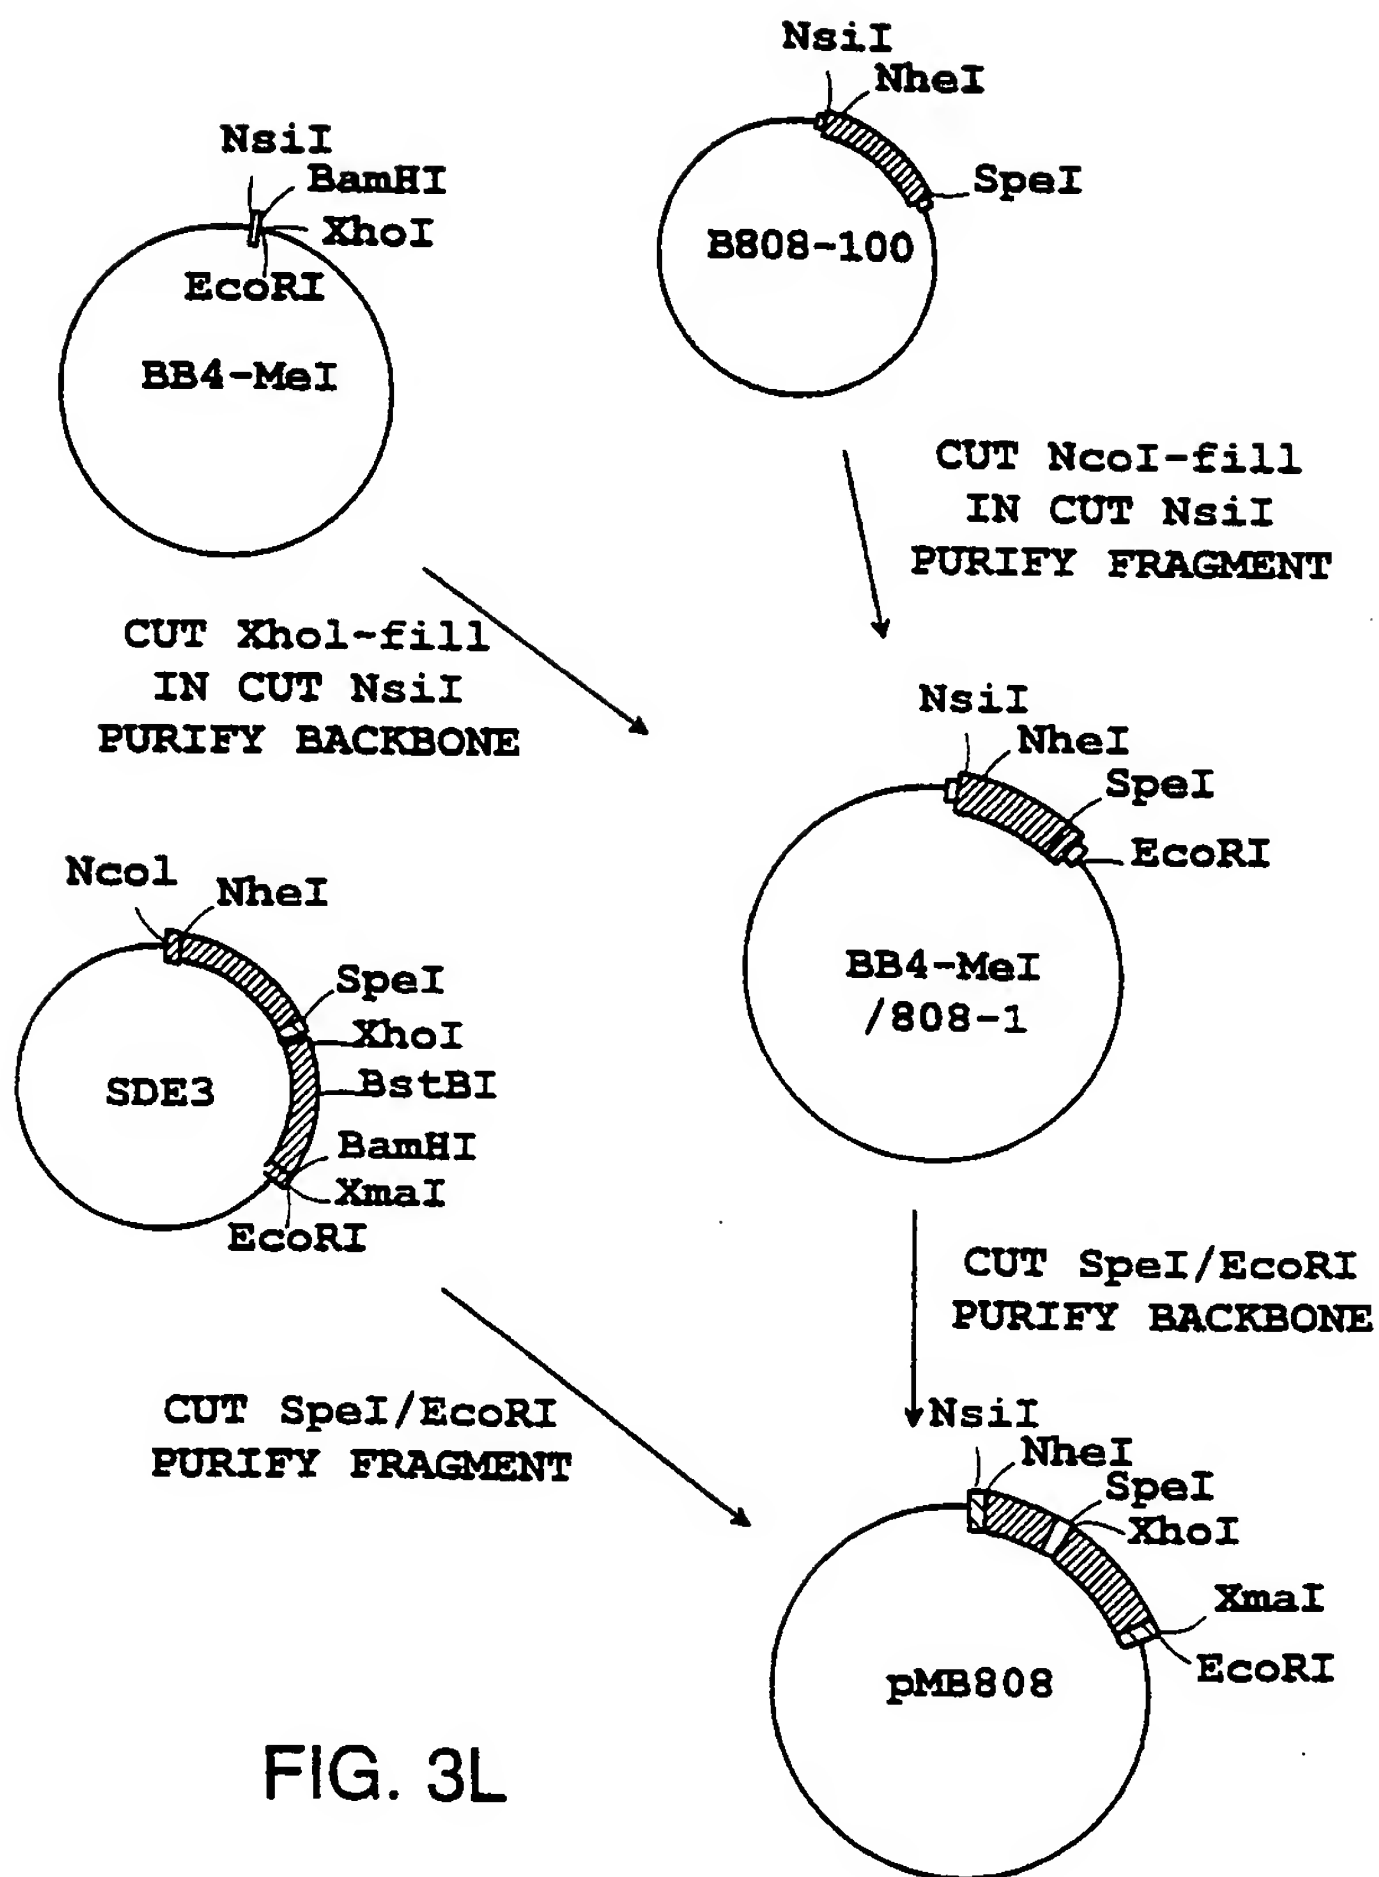 NsiI
BamHI
XhoI
EcoRI
BB4-MeI
NsiI
NheI
SpeI
B808-100
CUT NcoI-fill
IN CUT NsiI
PURIFY FRAGMENT
CUT Xhol-fill
IN CUT NsiI
PURIFY BACKBONE
NsiI
NheI
SpeI
EcoRI
BB4-MeI
/808-1
Ncol
NheI
SpeI
XhoI
BstBI
BamHI
XmaI
EcoRI
SDE3
CUT SpeI/EcoRI
PURIFY BACKBONE
CUT SpeI/EcoRI
PURIFY FRAGMENT
NsiI
NheI
SpeI
XhoI
XmaI
EcoRI
pMB808
FIG. 3L